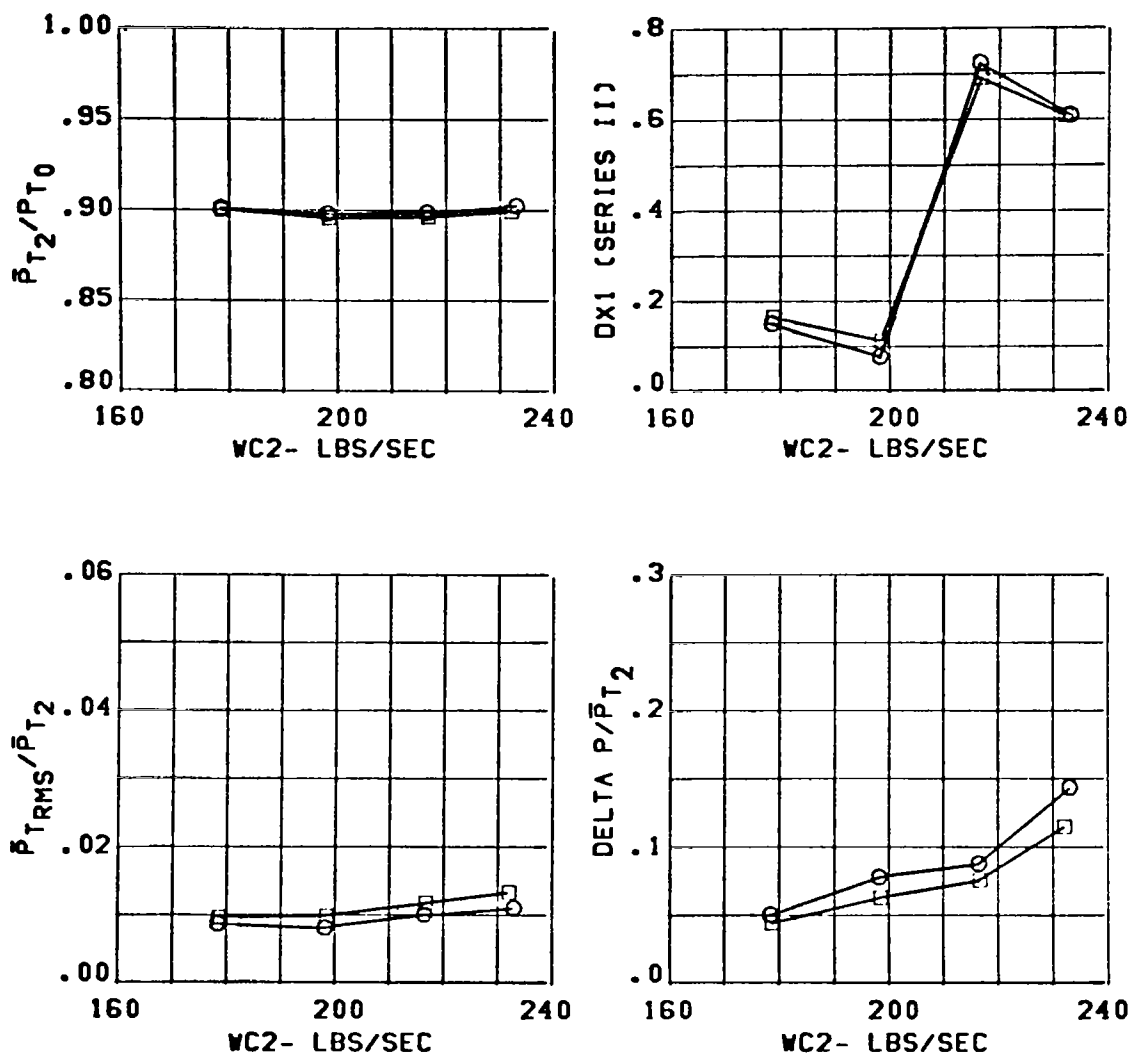 1.00
.95
.90
.85
.80
P̄T2/PT0
160 200 240
WC2- LBS/SEC
.8
.6
.4
.2
.0
DX1 (SERIES II)
160 200 240
WC2- LBS/SEC
.06
.04
.02
.00
P̄TRMS/P̄T2
160 200 240
WC2- LBS/SEC
.3
.2
.1
.0
DELTA P/P̄T2
160 200 240
WC2- LBS/SEC